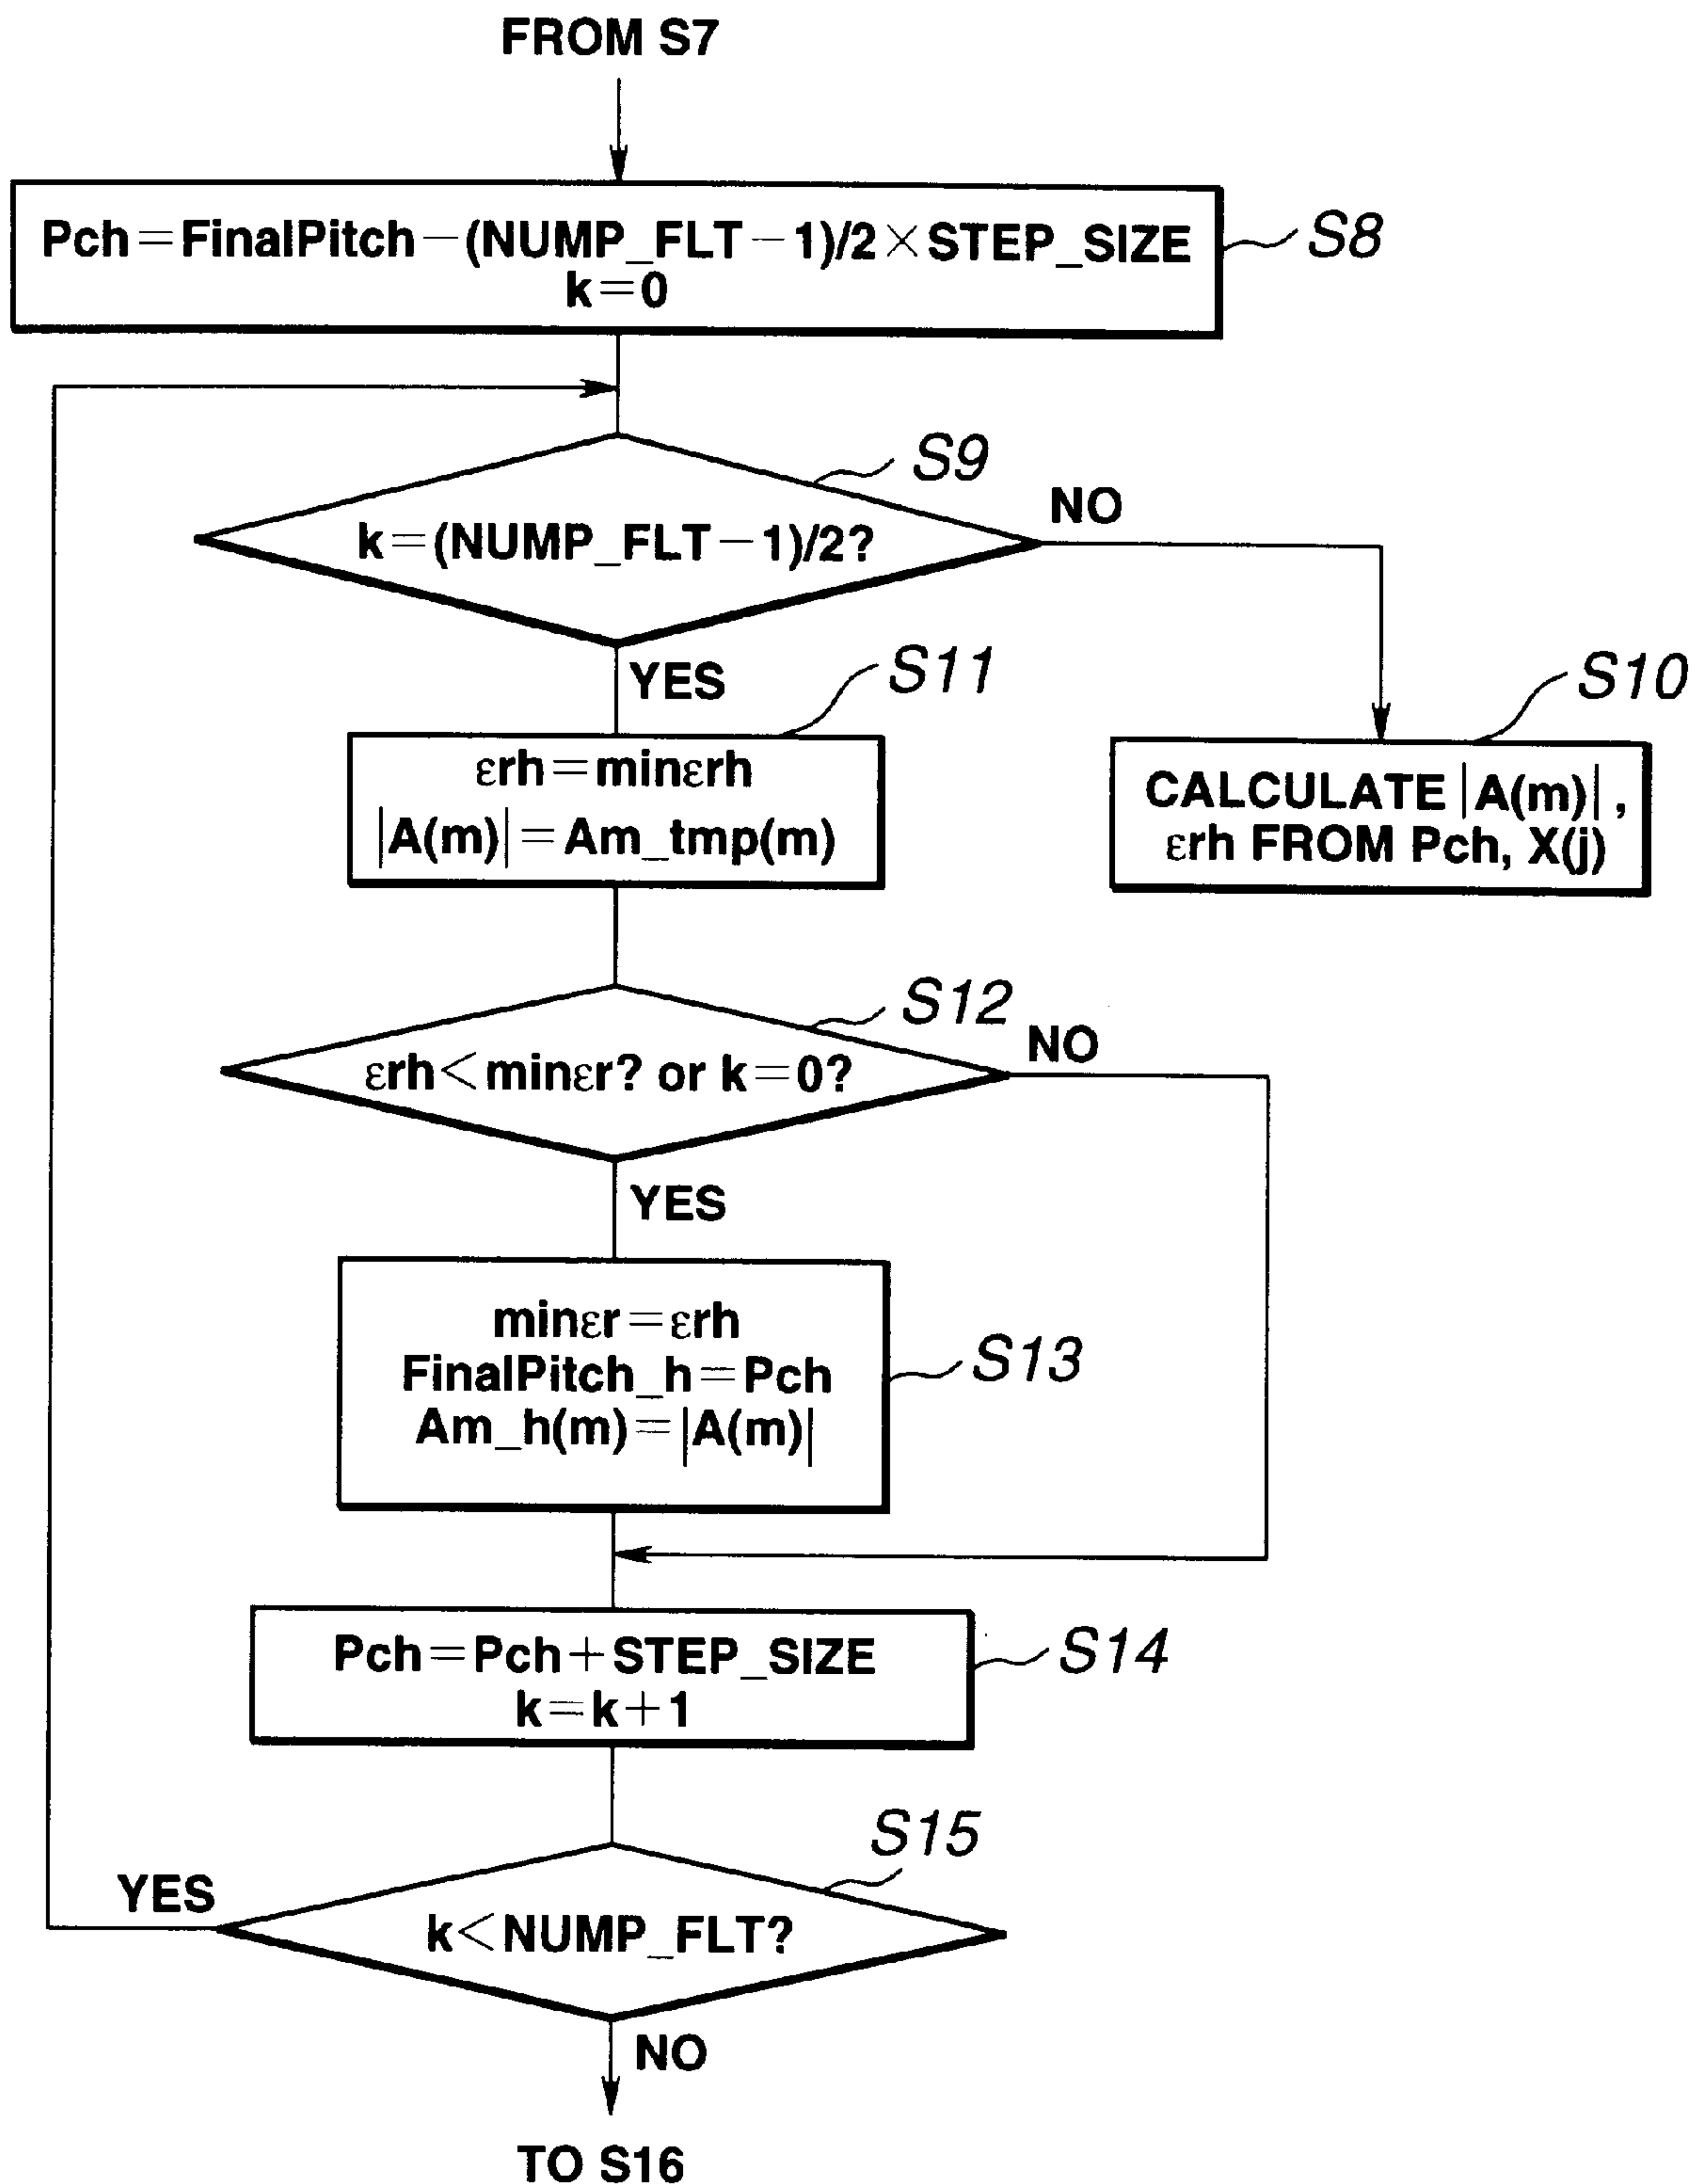 FROM S7
Pch=FinalPitch-(NUMP_FLT-1)/2×STEP_SIZE
k=0
S8
S9
k=(NUMP_FLT-1)/2?
NO
YES
S11
S10
εrh=minεrh
|A(m)|=Am_tmp(m)
CALCULATE |A(m)|,
εrh FROM Pch, X(j)
S12
εrh<minεr? or k=0?
NO
YES
minεr=εrh
FinalPitch_h=Pch
Am_h(m)=|A(m)|
S13
Pch=Pch+STEP_SIZE
k=k+1
S14
S15
YES
k<NUMP_FLT?
NO
TO S16